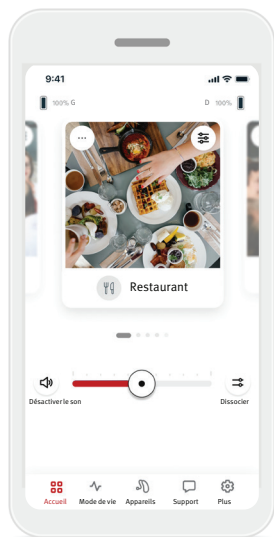 9:41
100% G
D 100%
Restaurant
Désactiver le son
Dissocier
Accueil Mode de vie Appareils Support Plus